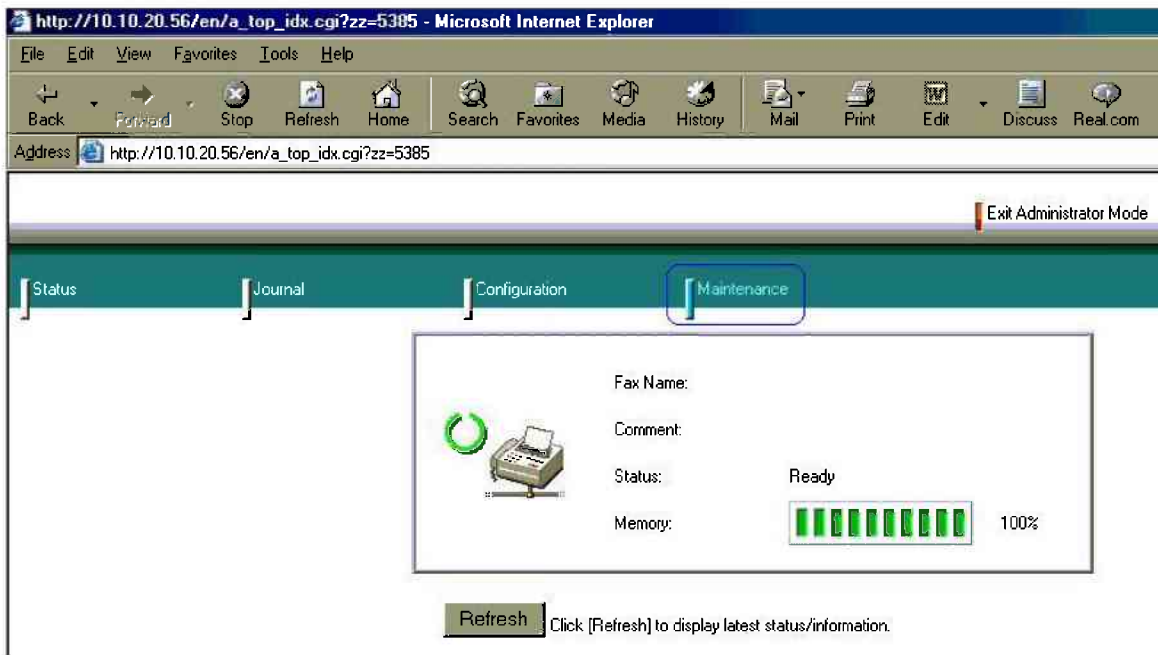 http://10.10.20.56/en/a_top_idx.cgi?zz=5385 - Microsoft Internet Explorer
File Edit View Favorites Tools Help
Back Forward Stop Refresh Home Search Favorites Media History Mail Print Edit Discuss Real.com
Address http://10.10.20.56/en/a_top_idx.cgi?zz=5385
Exit Administrator Mode
Status Journal Configuration Maintenance
Fax Name:
Comment:
Status: Ready
Memory: 100%
Refresh Click [Refresh] to display latest status/information.